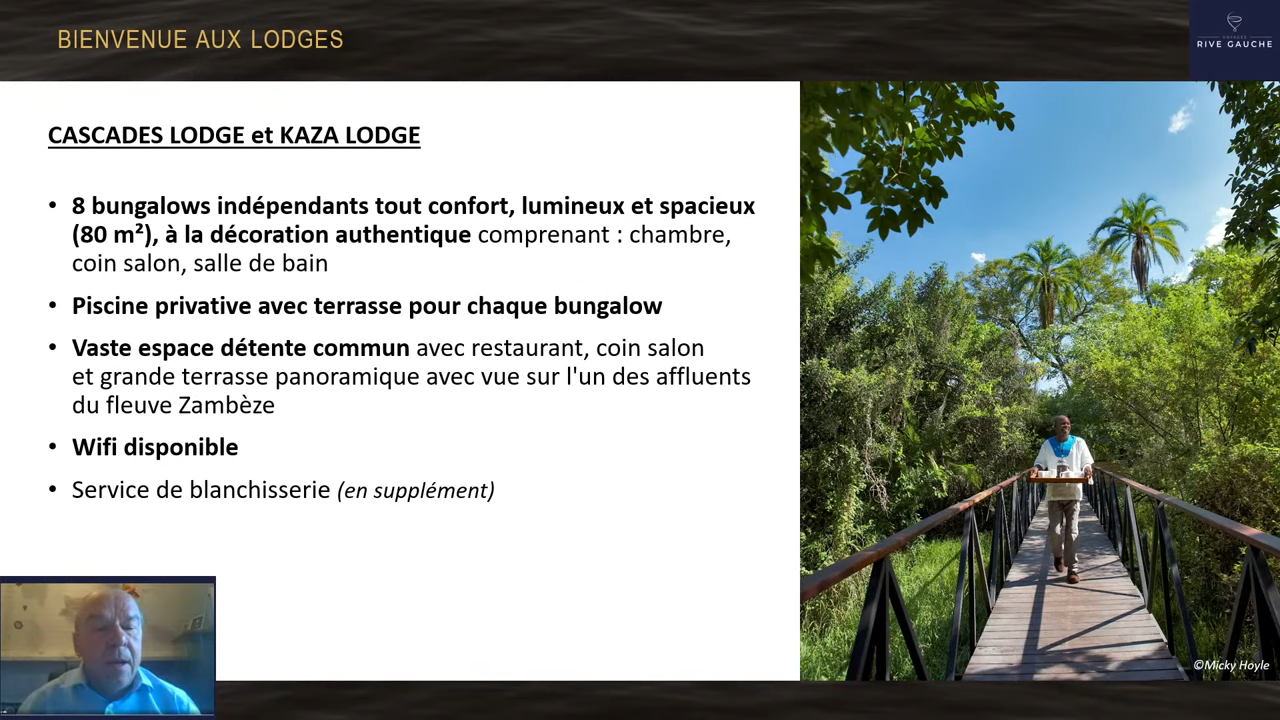 BIENVENUE AUX LODGES
VOYAGES
RIVE GAUCHE
CASCADES LODGE et KAZA LODGE
• 8 bungalows indépendants tout confort, lumineux et spacieux
(80 m²), à la décoration authentique comprenant : chambre,
coin salon, salle de bain
• Piscine privative avec terrasse pour chaque bungalow
• Vaste espace détente commun avec restaurant, coin salon
et grande terrasse panoramique avec vue sur l'un des affluents
du fleuve Zambèze
• Wifi disponible
• Service de blanchisserie (en supplément)
©Micky Hoyle